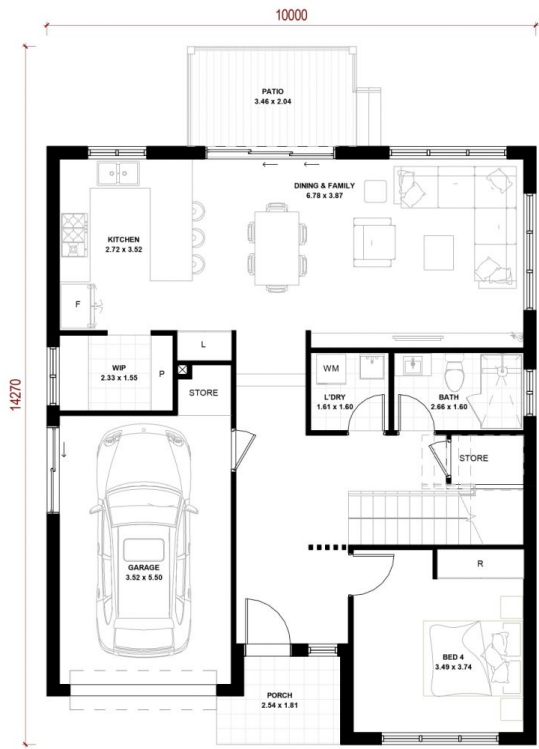 10000
14270
PATIO
3.46 x 2.04
DINING & FAMILY
6.78 x 3.87
KITCHEN
2.72 x 3.52
F
L
WIP
2.33 x 1.55
P
STORE
WM
L'DRY
1.61 x 1.60
BATH
2.66 x 1.60
STORE
GARAGE
3.52 x 5.50
R
BED 4
3.49 x 3.74
PORCH
2.54 x 1.81